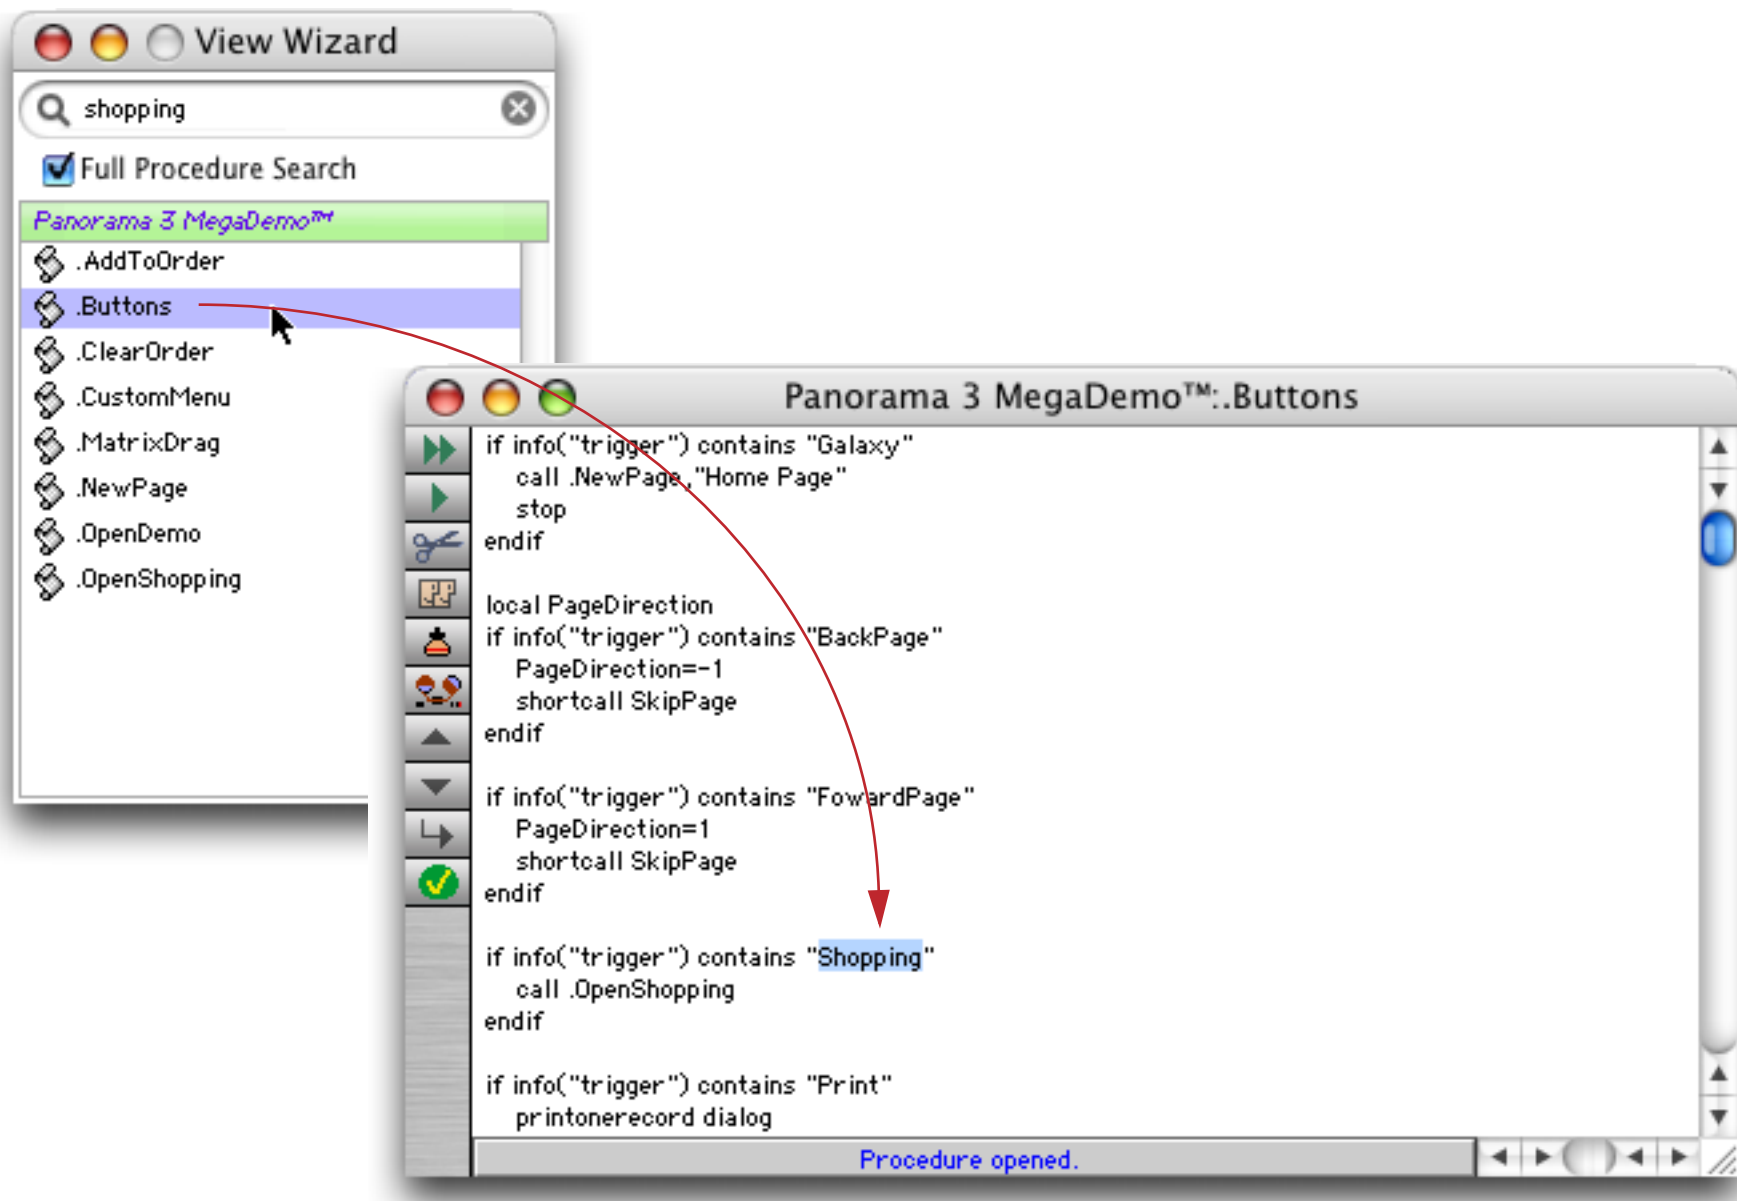 View Wizard
shopping
Full Procedure Search
Panorama 3 MegaDemo™
.AddToOrder
.Buttons
.ClearOrder
.CustomMenu
.MatrixDrag
.NewPage
.OpenDemo
.OpenShopping
Panorama 3 MegaDemo™:.Buttons
if info("trigger") contains "Galaxy"
call .NewPage,"Home Page"
stop
endif
local PageDirection
if info("trigger") contains "BackPage"
PageDirection=-1
shortcall SkipPage
endif
if info("trigger") contains "FowardPage"
PageDirection=1
shortcall SkipPage
endif
if info("trigger") contains "Shopping"
call .OpenShopping
endif
if info("trigger") contains "Print"
printonerecord dialog
Procedure opened.